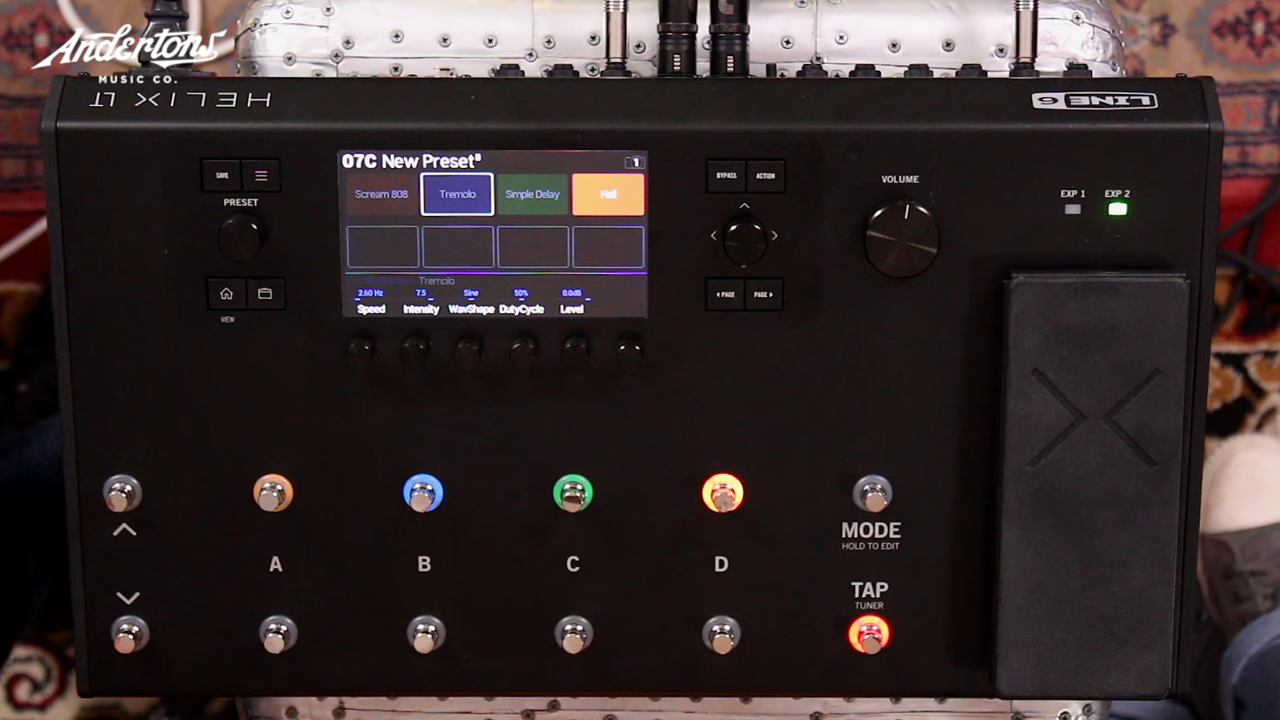 Andertons
MUSIC CO.
HELIX LT
LINE 6
SAVE
PRESET
VIEW
07C New Preset
1
Scream 808
Tremolo
Simple Delay
Hall
Tremolo
2.60 Hz
7.5
Sine
50%
0.0dB
Speed
Intensity
WavShape
DutyCycle
Level
BYPASS
ACTION
◄ PAGE
PAGE ►
VOLUME
EXP 1
EXP 2
A
B
C
D
MODE
HOLD TO EDIT
TAP
TUNER